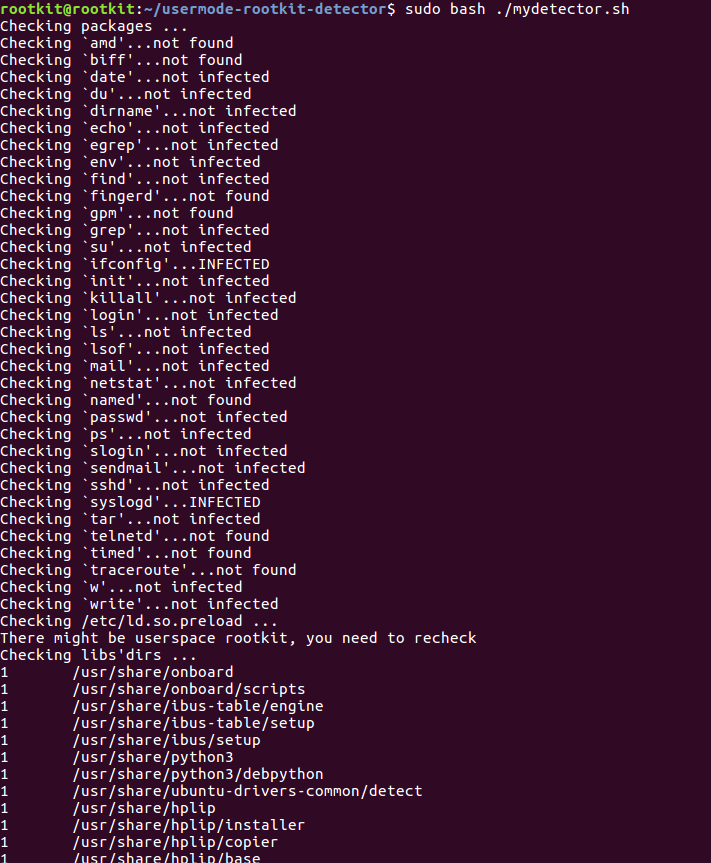 rootkit@rootkit:~/usermode-rootkit-detector$ sudo bash ./mydetector.sh
Checking packages ...
Checking `amd'...not found
Checking `biff'...not found
Checking `date'...not infected
Checking `du'...not infected
Checking `dirname'...not infected
Checking `echo'...not infected
Checking `egrep'...not infected
Checking `env'...not infected
Checking `find'...not infected
Checking `fingerd'...not found
Checking `gpm'...not found
Checking `grep'...not infected
Checking `su'...not infected
Checking `ifconfig'...INFECTED
Checking `init'...not infected
Checking `killall'...not infected
Checking `login'...not infected
Checking `ls'...not infected
Checking `lsof'...not infected
Checking `mail'...not infected
Checking `netstat'...not infected
Checking `named'...not found
Checking `passwd'...not infected
Checking `ps'...not infected
Checking `slogin'...not infected
Checking `sendmail'...not infected
Checking `sshd'...not infected
Checking `syslogd'...INFECTED
Checking `tar'...not infected
Checking `telnetd'...not found
Checking `timed'...not found
Checking `traceroute'...not found
Checking `w'...not infected
Checking `write'...not infected
Checking /etc/ld.so.preload ...
There might be userspace rootkit, you need to recheck
Checking libs'dirs ...
1       /usr/share/onboard
1       /usr/share/onboard/scripts
1       /usr/share/ibus-table/engine
1       /usr/share/ibus-table/setup
1       /usr/share/ibus/setup
1       /usr/share/python3
1       /usr/share/python3/debpython
1       /usr/share/ubuntu-drivers-common/detect
1       /usr/share/hplip
1       /usr/share/hplip/installer
1       /usr/share/hplip/copier
1       /usr/share/hplip/base